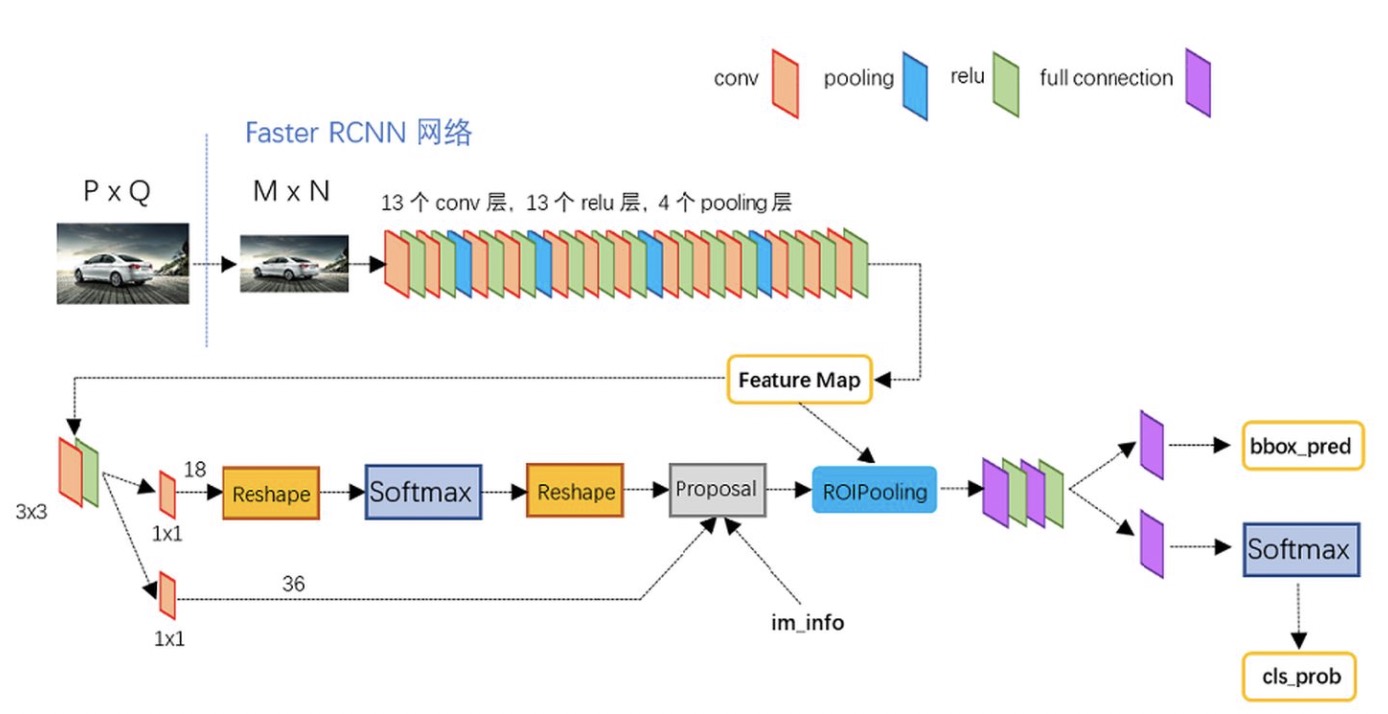 conv
pooling
relu
full connection
Faster RCNN 网络
P x Q
M x N
13 个 conv 层，13 个 relu 层，4 个 pooling 层
Feature Map
3x3
18
1x1
Reshape
Softmax
Reshape
Proposal
ROIPooling
bbox_pred
36
1x1
im_info
Softmax
cls_prob